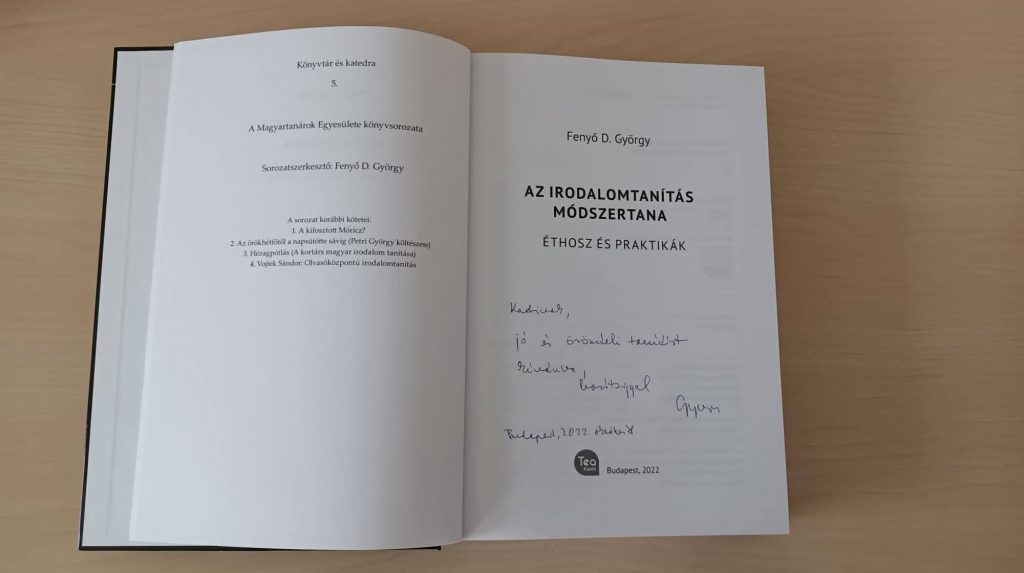 Könyvtár és katedra
5.
A Magyartanárok Egyesülete könyvsorozata
Sorozatszerkesztő: Fenyő D. György
A sorozat korábbi kötetei:
1. A kifosztott Móricz?
2. Az örökhétfőtől a napsütötte sávig (Petri György költészete)
3. Hézagpótlás (A kortárs magyar irodalom tanítása)
4. Vojtek Sándor: Olvasóközpontú irodalomtanítás
Fenyő D. György
AZ IRODALOMTANÍTÁS
MÓDSZERTANA
ÉTHOSZ ÉS PRAKTIKÁK
jó és örömteli tanítást
kívánva,
barátsággal
Gyuri
Budapest, 2022.
Tea
kiadó
Budapest, 2022